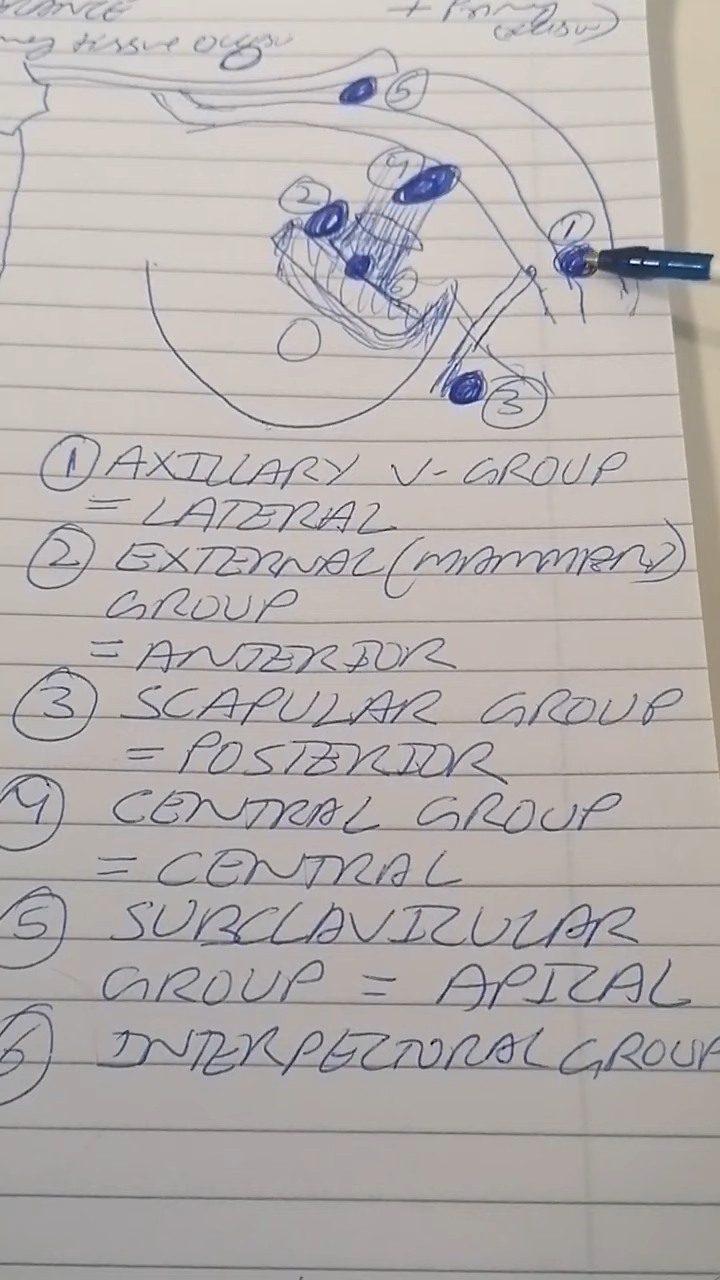 +
tissue
5
4
2
1
6
3
1 AXILLARY V-GROUP
= LATERAL
2 EXTERNAL (MAMMARY)
GROUP
= ANTERIOR
3 SCAPULAR GROUP
= POSTERIOR
4 CENTRAL GROUP
= CENTRAL
5 SUBCLAVICULAR
GROUP = APICAL
6 INTERPECTORAL GROUP